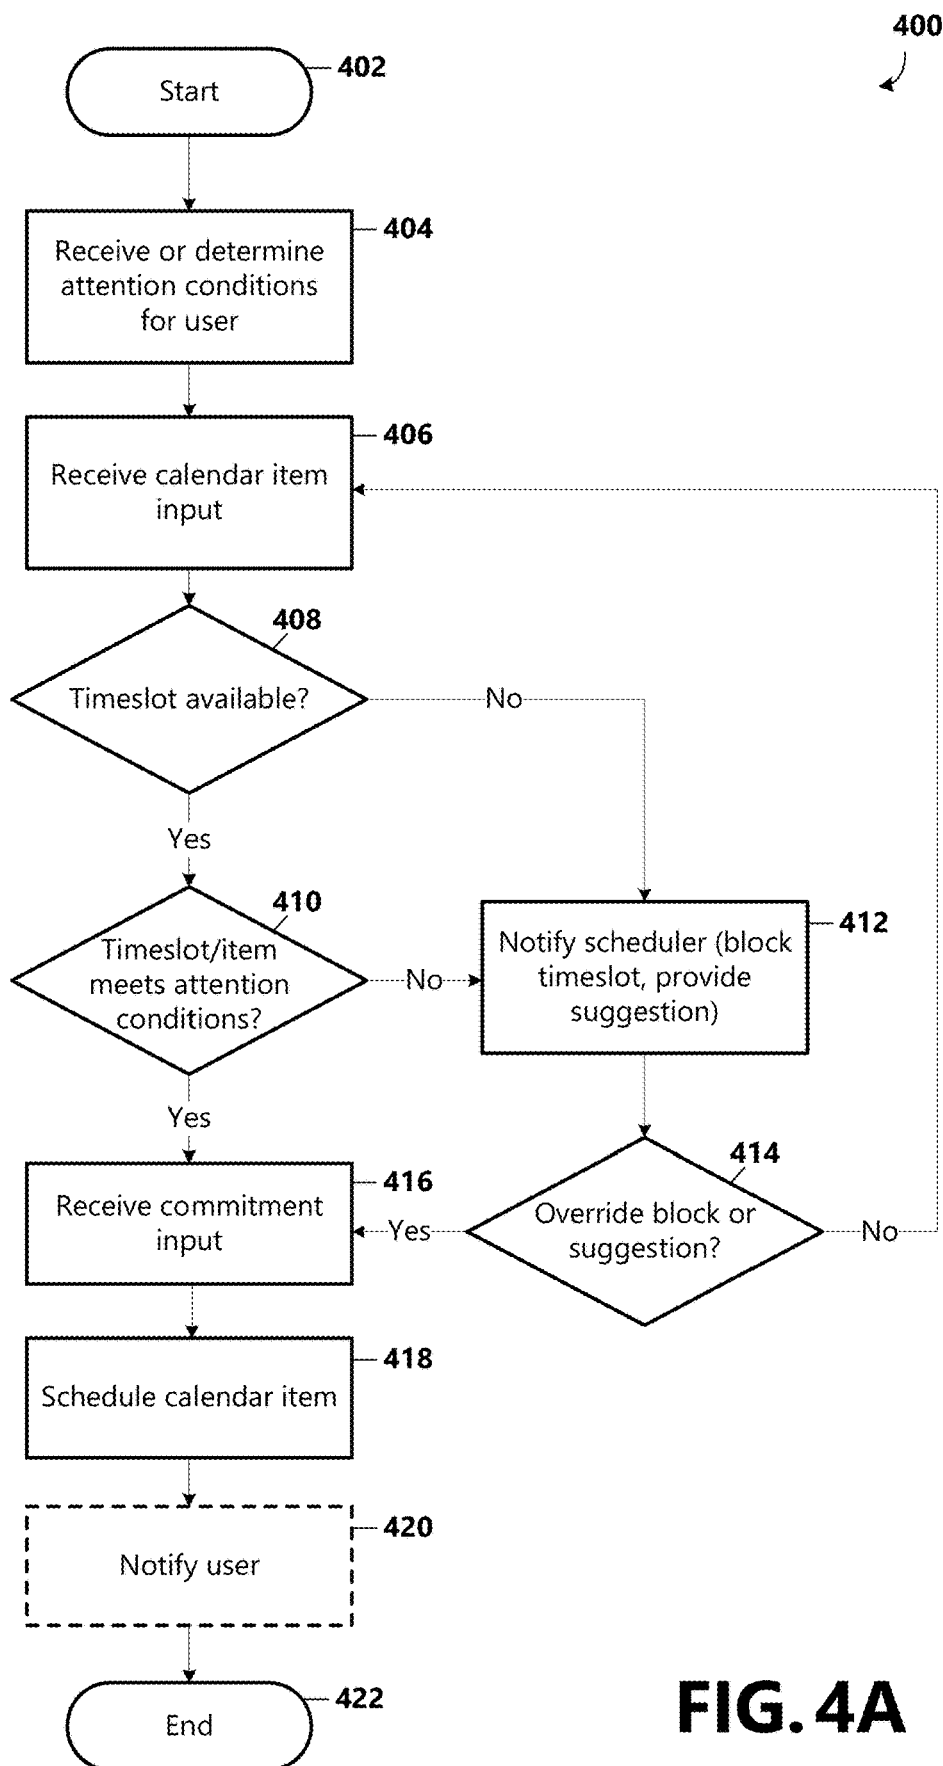 400
402
Start
404
Receive or determine
attention conditions
for user
406
Receive calendar item
input
408
Timeslot available?
No
Yes
410
Timeslot/item
meets attention
conditions?
No
412
Notify scheduler (block
timeslot, provide
suggestion)
Yes
414
Override block or
suggestion?
Yes
No
416
Receive commitment
input
418
Schedule calendar item
420
Notify user
422
End
FIG. 4A